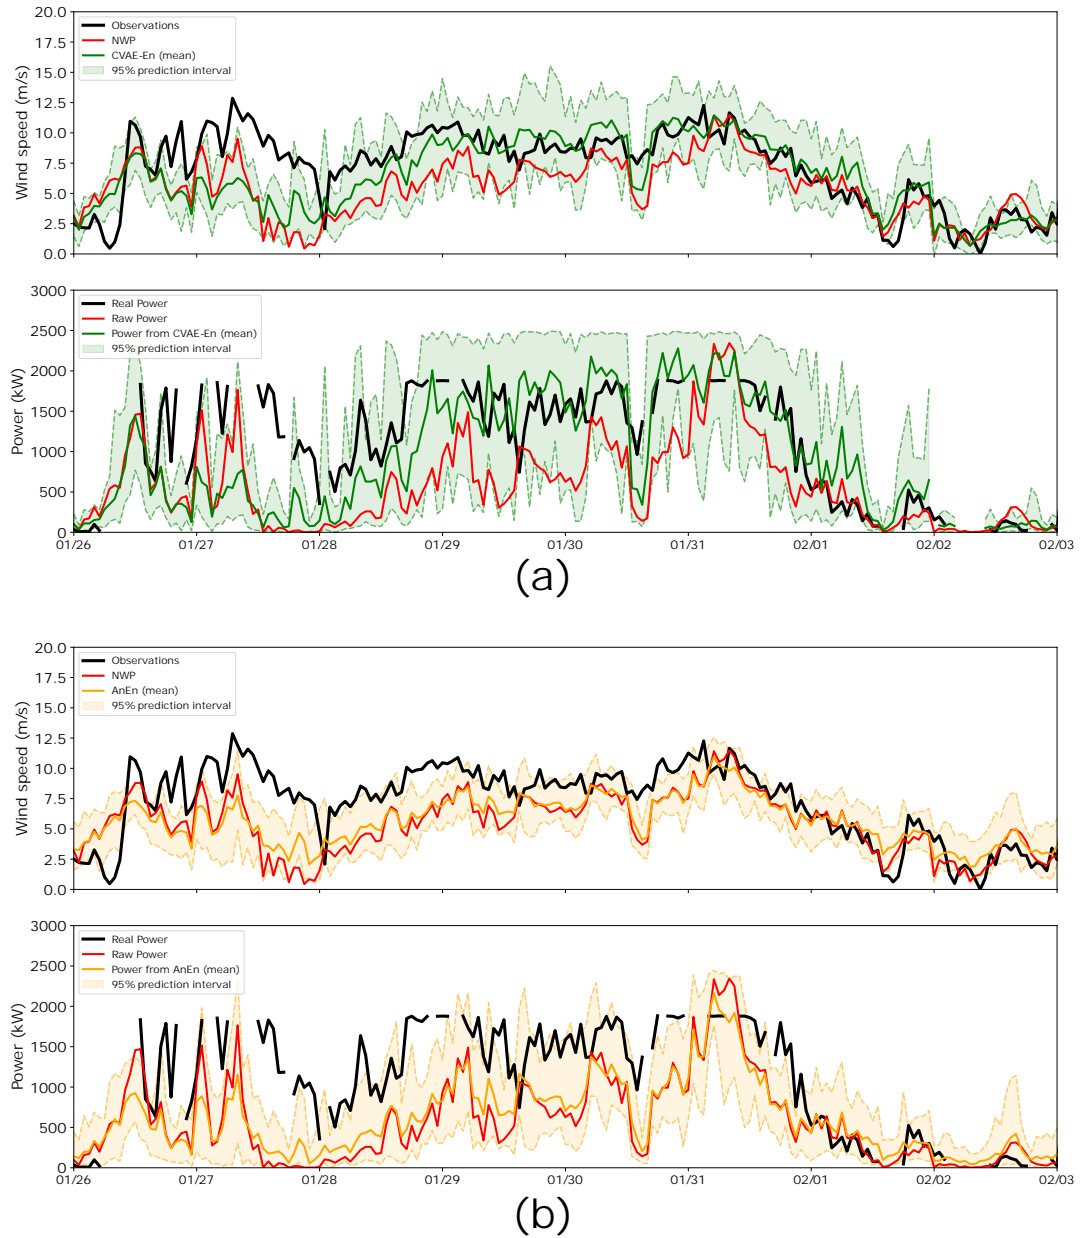 20.0
17.5
15.0
12.5
10.0
7.5
5.0
2.5
0.0
Wind speed (m/s)
Observations
NWP
CVAE-En (mean)
95% prediction interval
3000
2500
2000
1500
1000
500
0
Power (kW)
Real Power
Raw Power
Power from CVAE-En (mean)
95% prediction interval
01/26 01/27 01/28 01/29 01/30 01/31 02/01 02/02 02/03
(a)
20.0
17.5
15.0
12.5
10.0
7.5
5.0
2.5
0.0
Wind speed (m/s)
Observations
NWP
AnEn (mean)
95% prediction interval
3000
2500
2000
1500
1000
500
0
Power (kW)
Real Power
Raw Power
Power from AnEn (mean)
95% prediction interval
01/26 01/27 01/28 01/29 01/30 01/31 02/01 02/02 02/03
(b)